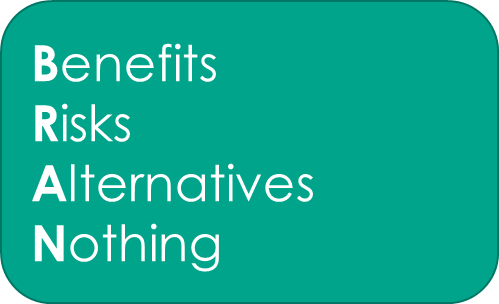 Benefits
Risks
Alternatives
Nothing